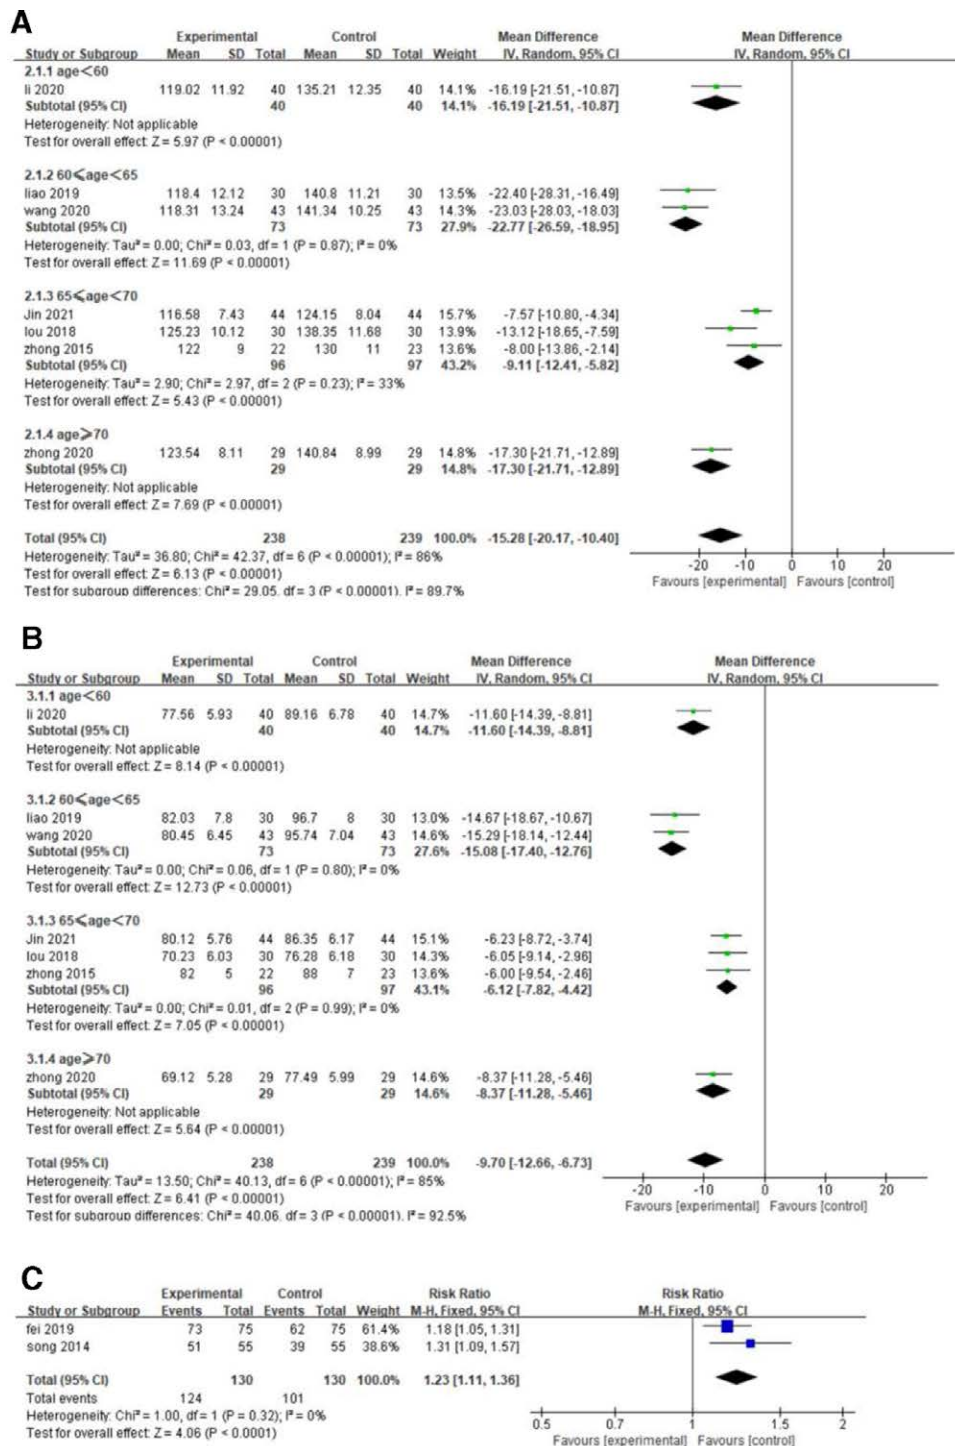 A
Experimental Control Mean Difference Mean Difference
Study or Subgroup Mean SD Total Mean SD Total Weight IV, Random, 95% CI IV, Random, 95% CI
2.1.1 age<60
li 2020 119.02 11.92 40 135.21 12.35 40 14.1% -16.19 [-21.51, -10.87]
Subtotal (95% CI) 40 40 14.1% -16.19 [-21.51, -10.87]
Heterogeneity: Not applicable
Test for overall effect: Z = 5.97 (P < 0.00001)
2.1.2 60⩽age<65
liao 2019 118.4 12.12 30 140.8 11.21 30 13.5% -22.40 [-28.31, -16.49]
wang 2020 118.31 13.24 43 141.34 10.25 43 14.3% -23.03 [-28.03, -18.03]
Subtotal (95% CI) 73 73 27.9% -22.77 [-26.59, -18.95]
Heterogeneity: Tau² = 0.00; Chi² = 0.03, df = 1 (P = 0.87); I² = 0%
Test for overall effect: Z = 11.69 (P < 0.00001)
2.1.3 65⩽age<70
Jin 2021 116.58 7.43 44 124.15 8.04 44 15.7% -7.57 [-10.80, -4.34]
lou 2018 125.23 10.12 30 138.35 11.68 30 13.9% -13.12 [-18.65, -7.59]
zhong 2015 122 9 22 130 11 23 13.6% -8.00 [-13.86, -2.14]
Subtotal (95% CI) 96 97 43.2% -9.11 [-12.41, -5.82]
Heterogeneity: Tau² = 2.90; Chi² = 2.97, df = 2 (P = 0.23); I² = 33%
Test for overall effect: Z = 5.43 (P < 0.00001)
2.1.4 age⩾70
zhong 2020 123.54 8.11 29 140.84 8.99 29 14.8% -17.30 [-21.71, -12.89]
Subtotal (95% CI) 29 29 14.8% -17.30 [-21.71, -12.89]
Heterogeneity: Not applicable
Test for overall effect: Z = 7.69 (P < 0.00001)
Total (95% CI) 238 239 100.0% -15.28 [-20.17, -10.40]
Heterogeneity: Tau² = 36.80; Chi² = 42.37, df = 6 (P < 0.00001); I² = 86%
Test for overall effect: Z = 6.13 (P < 0.00001)
Test for subgroup differences: Chi² = 29.05, df = 3 (P < 0.00001), I² = 89.7%
-20 -10 0 10 20
Favours [experimental] Favours [control]
B
Experimental Control Mean Difference Mean Difference
Study or Subgroup Mean SD Total Mean SD Total Weight IV, Random, 95% CI IV, Random, 95% CI
3.1.1 age<60
li 2020 77.56 5.93 40 89.16 6.78 40 14.7% -11.60 [-14.39, -8.81]
Subtotal (95% CI) 40 40 14.7% -11.60 [-14.39, -8.81]
Heterogeneity: Not applicable
Test for overall effect: Z = 8.14 (P < 0.00001)
3.1.2 60⩽age<65
liao 2019 82.03 7.8 30 96.7 8 30 13.0% -14.67 [-18.67, -10.67]
wang 2020 80.45 6.45 43 95.74 7.04 43 14.6% -15.29 [-18.14, -12.44]
Subtotal (95% CI) 73 73 27.6% -15.08 [-17.40, -12.76]
Heterogeneity: Tau² = 0.00; Chi² = 0.06, df = 1 (P = 0.80); I² = 0%
Test for overall effect: Z = 12.73 (P < 0.00001)
3.1.3 65⩽age<70
Jin 2021 80.12 5.76 44 86.35 6.17 44 15.1% -6.23 [-8.72, -3.74]
lou 2018 70.23 6.03 30 76.28 6.18 30 14.3% -6.05 [-9.14, -2.96]
zhong 2015 82 5 22 88 7 23 13.6% -6.00 [-9.54, -2.46]
Subtotal (95% CI) 96 97 43.1% -6.12 [-7.82, -4.42]
Heterogeneity: Tau² = 0.00; Chi² = 0.01, df = 2 (P = 0.99); I² = 0%
Test for overall effect: Z = 7.05 (P < 0.00001)
3.1.4 age⩾70
zhong 2020 69.12 5.28 29 77.49 5.99 29 14.6% -8.37 [-11.28, -5.46]
Subtotal (95% CI) 29 29 14.6% -8.37 [-11.28, -5.46]
Heterogeneity: Not applicable
Test for overall effect: Z = 5.64 (P < 0.00001)
Total (95% CI) 238 239 100.0% -9.70 [-12.66, -6.73]
Heterogeneity: Tau² = 13.50; Chi² = 40.13, df = 6 (P < 0.00001); I² = 85%
Test for overall effect: Z = 6.41 (P < 0.00001)
Test for subgroup differences: Chi² = 40.06, df = 3 (P < 0.00001), I² = 92.5%
-20 -10 0 10 20
Favours [experimental] Favours [control]
C
Experimental Control Risk Ratio Risk Ratio
Study or Subgroup Events Total Events Total Weight M-H, Fixed, 95% CI M-H, Fixed, 95% CI
fei 2019 73 75 62 75 61.4% 1.18 [1.05, 1.31]
song 2014 51 55 39 55 38.6% 1.31 [1.09, 1.57]
Total (95% CI) 130 130 100.0% 1.23 [1.11, 1.36]
Total events 124 101
Heterogeneity: Chi² = 1.00, df = 1 (P = 0.32); I² = 0%
Test for overall effect: Z = 4.06 (P < 0.0001)
0.5 0.7 1 1.5 2
Favours [experimental] Favours [control]